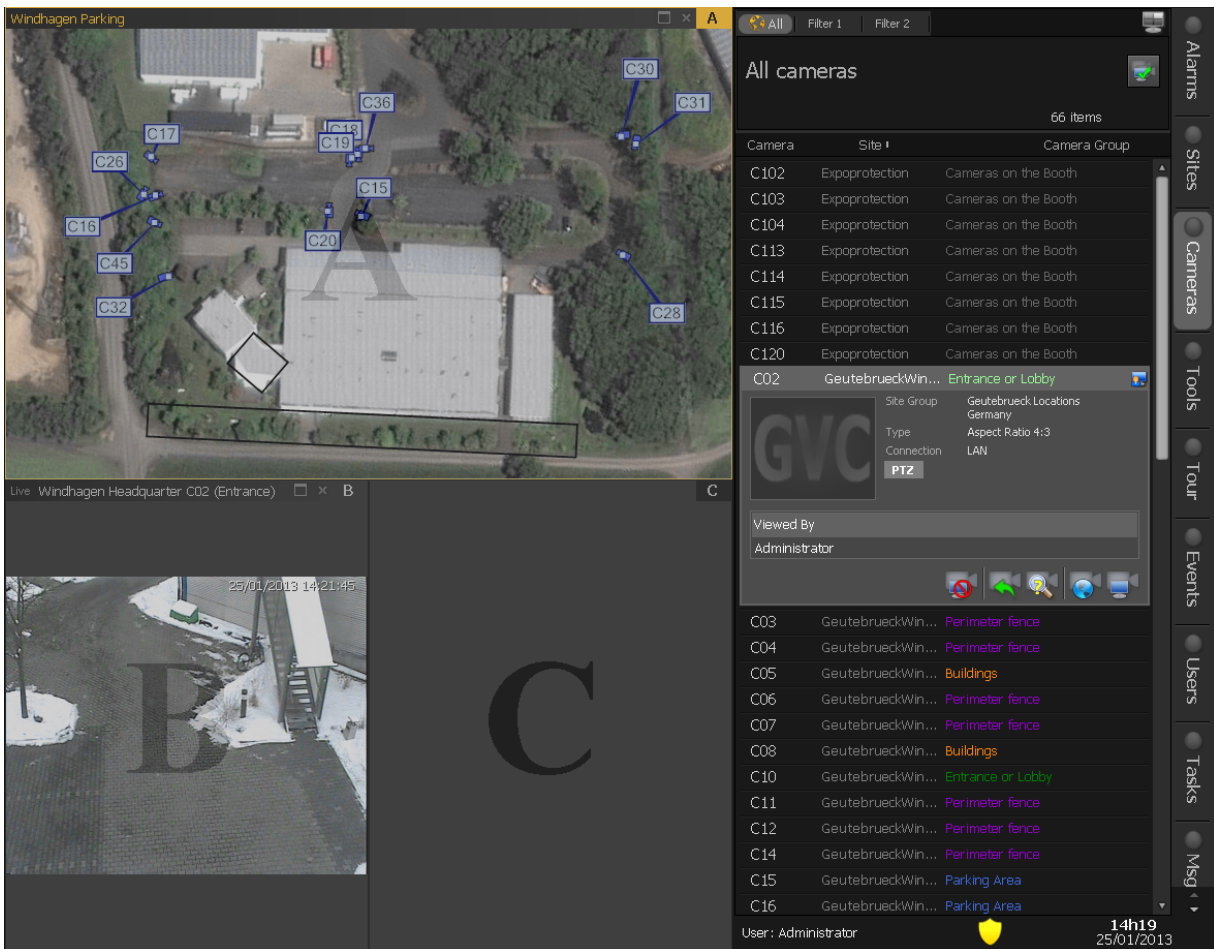 Windhagen Parking
A
C30
C36
C31
C18
C17
C19
C26
C15
C16
C20
C45
C32
C28
A
Live Windhagen Headquarter C02 (Entrance)
B
C
25/01/2013 14:21:45
B
C
All
Filter 1
Filter 2
All cameras
66 items
Camera Site Camera Group
C102 Expoprotection Cameras on the Booth
C103 Expoprotection Cameras on the Booth
C104 Expoprotection Cameras on the Booth
C113 Expoprotection Cameras on the Booth
C114 Expoprotection Cameras on the Booth
C115 Expoprotection Cameras on the Booth
C116 Expoprotection Cameras on the Booth
C120 Expoprotection Cameras on the Booth
C02 GeutebrueckWin... Entrance or Lobby
GVC
Site Group Geutebrueck Locations
Germany
Type Aspect Ratio 4:3
Connection LAN
PTZ
Viewed By
Administrator
C03 GeutebrueckWin... Perimeter fence
C04 GeutebrueckWin... Perimeter fence
C05 GeutebrueckWin... Buildings
C06 GeutebrueckWin... Perimeter fence
C07 GeutebrueckWin... Perimeter fence
C08 GeutebrueckWin... Buildings
C10 GeutebrueckWin... Entrance or Lobby
C11 GeutebrueckWin... Perimeter fence
C12 GeutebrueckWin... Perimeter fence
C14 GeutebrueckWin... Perimeter fence
C15 GeutebrueckWin... Parking Area
C16 GeutebrueckWin... Parking Area
User: Administrator
14h19
25/01/2013
Alarms
Sites
Cameras
Tools
Tour
Events
Users
Tasks
Msg